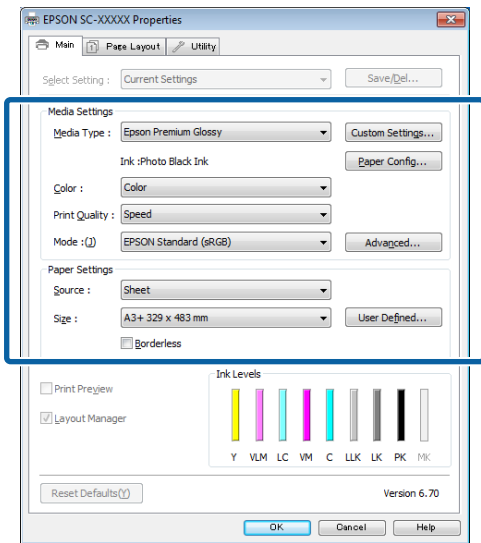 EPSON SC-XXXXX Properties
Main Page Layout Utility
Select Setting : Current Settings Save/Del...
Media Settings
Media Type : Epson Premium Glossy Custom Settings...
Ink :Photo Black Ink Paper Config...
Color : Color
Print Quality : Speed
Mode :(J) EPSON Standard (sRGB) Advanced...
Paper Settings
Source : Sheet
Size : A3+ 329 x 483 mm User Defined...
Borderless
Ink Levels
Print Preview
Layout Manager
Y VLM LC VM C LLK LK PK MK
Reset Defaults(Y) Version 6.70
OK Cancel Help